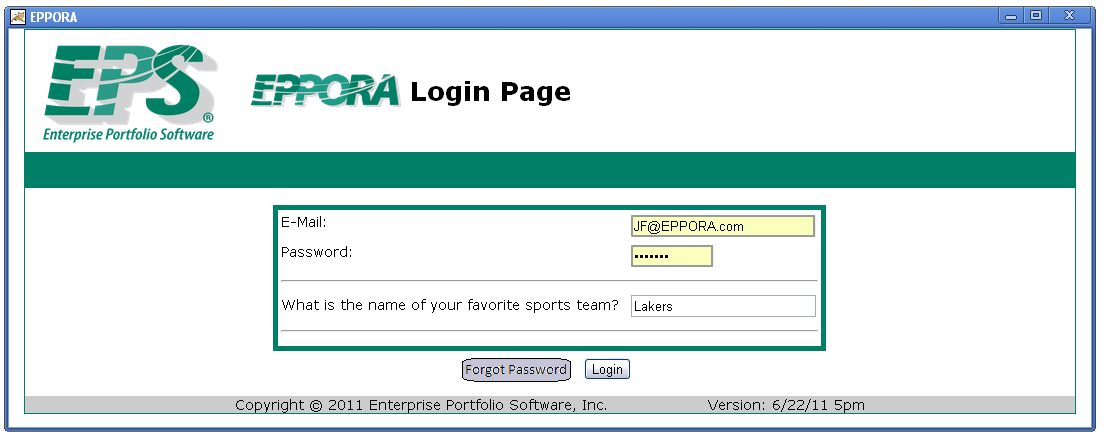 EPPORA
EPS®
Enterprise Portfolio Software
EPPORA Login Page
E-Mail: JF@EPPORA.com
Password: •••••••
What is the name of your favorite sports team? Lakers
Forgot Password Login
Copyright © 2011 Enterprise Portfolio Software, Inc. Version: 6/22/11 5pm